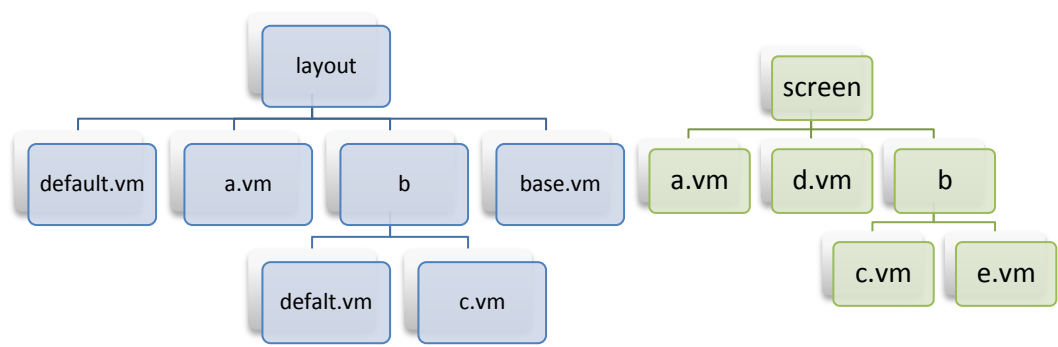 layout
default.vm
a.vm
b
base.vm
defalt.vm
c.vm
screen
a.vm
d.vm
b
c.vm
e.vm